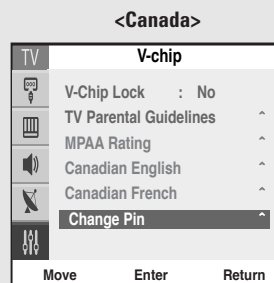 <Canada>
TV V-chip
V-Chip Lock : No
TV Parental Guidelines
MPAA Rating
Canadian English
Canadian French
Change Pin
Move Enter Return